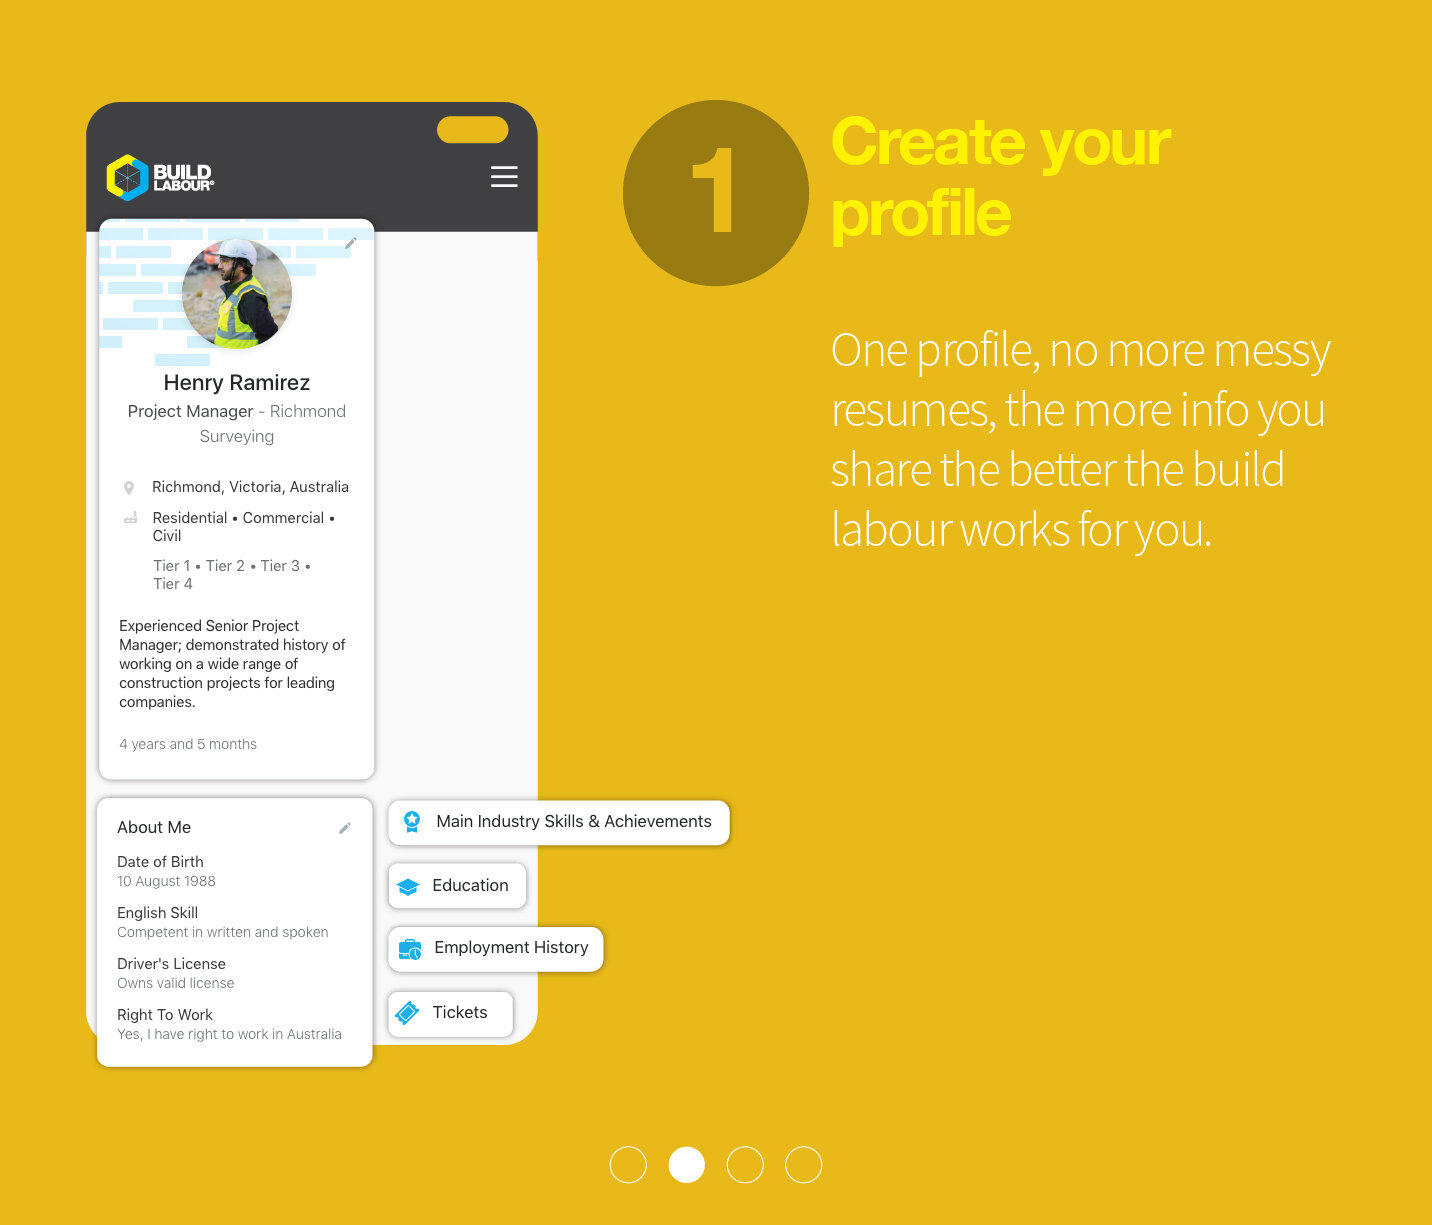 BUILD
LABOUR®
Henry Ramirez
Project Manager - Richmond
Surveying
Richmond, Victoria, Australia
Residential • Commercial •
Civil
Tier 1 • Tier 2 • Tier 3 •
Tier 4
Experienced Senior Project
Manager; demonstrated history of
working on a wide range of
construction projects for leading
companies.
4 years and 5 months
About Me
Date of Birth
10 August 1988
English Skill
Competent in written and spoken
Driver's License
Owns valid license
Right To Work
Yes, I have right to work in Australia
Main Industry Skills & Achievements
Education
Employment History
Tickets
1
Create your
profile
One profile, no more messy
resumes, the more info you
share the better the build
labour works for you.